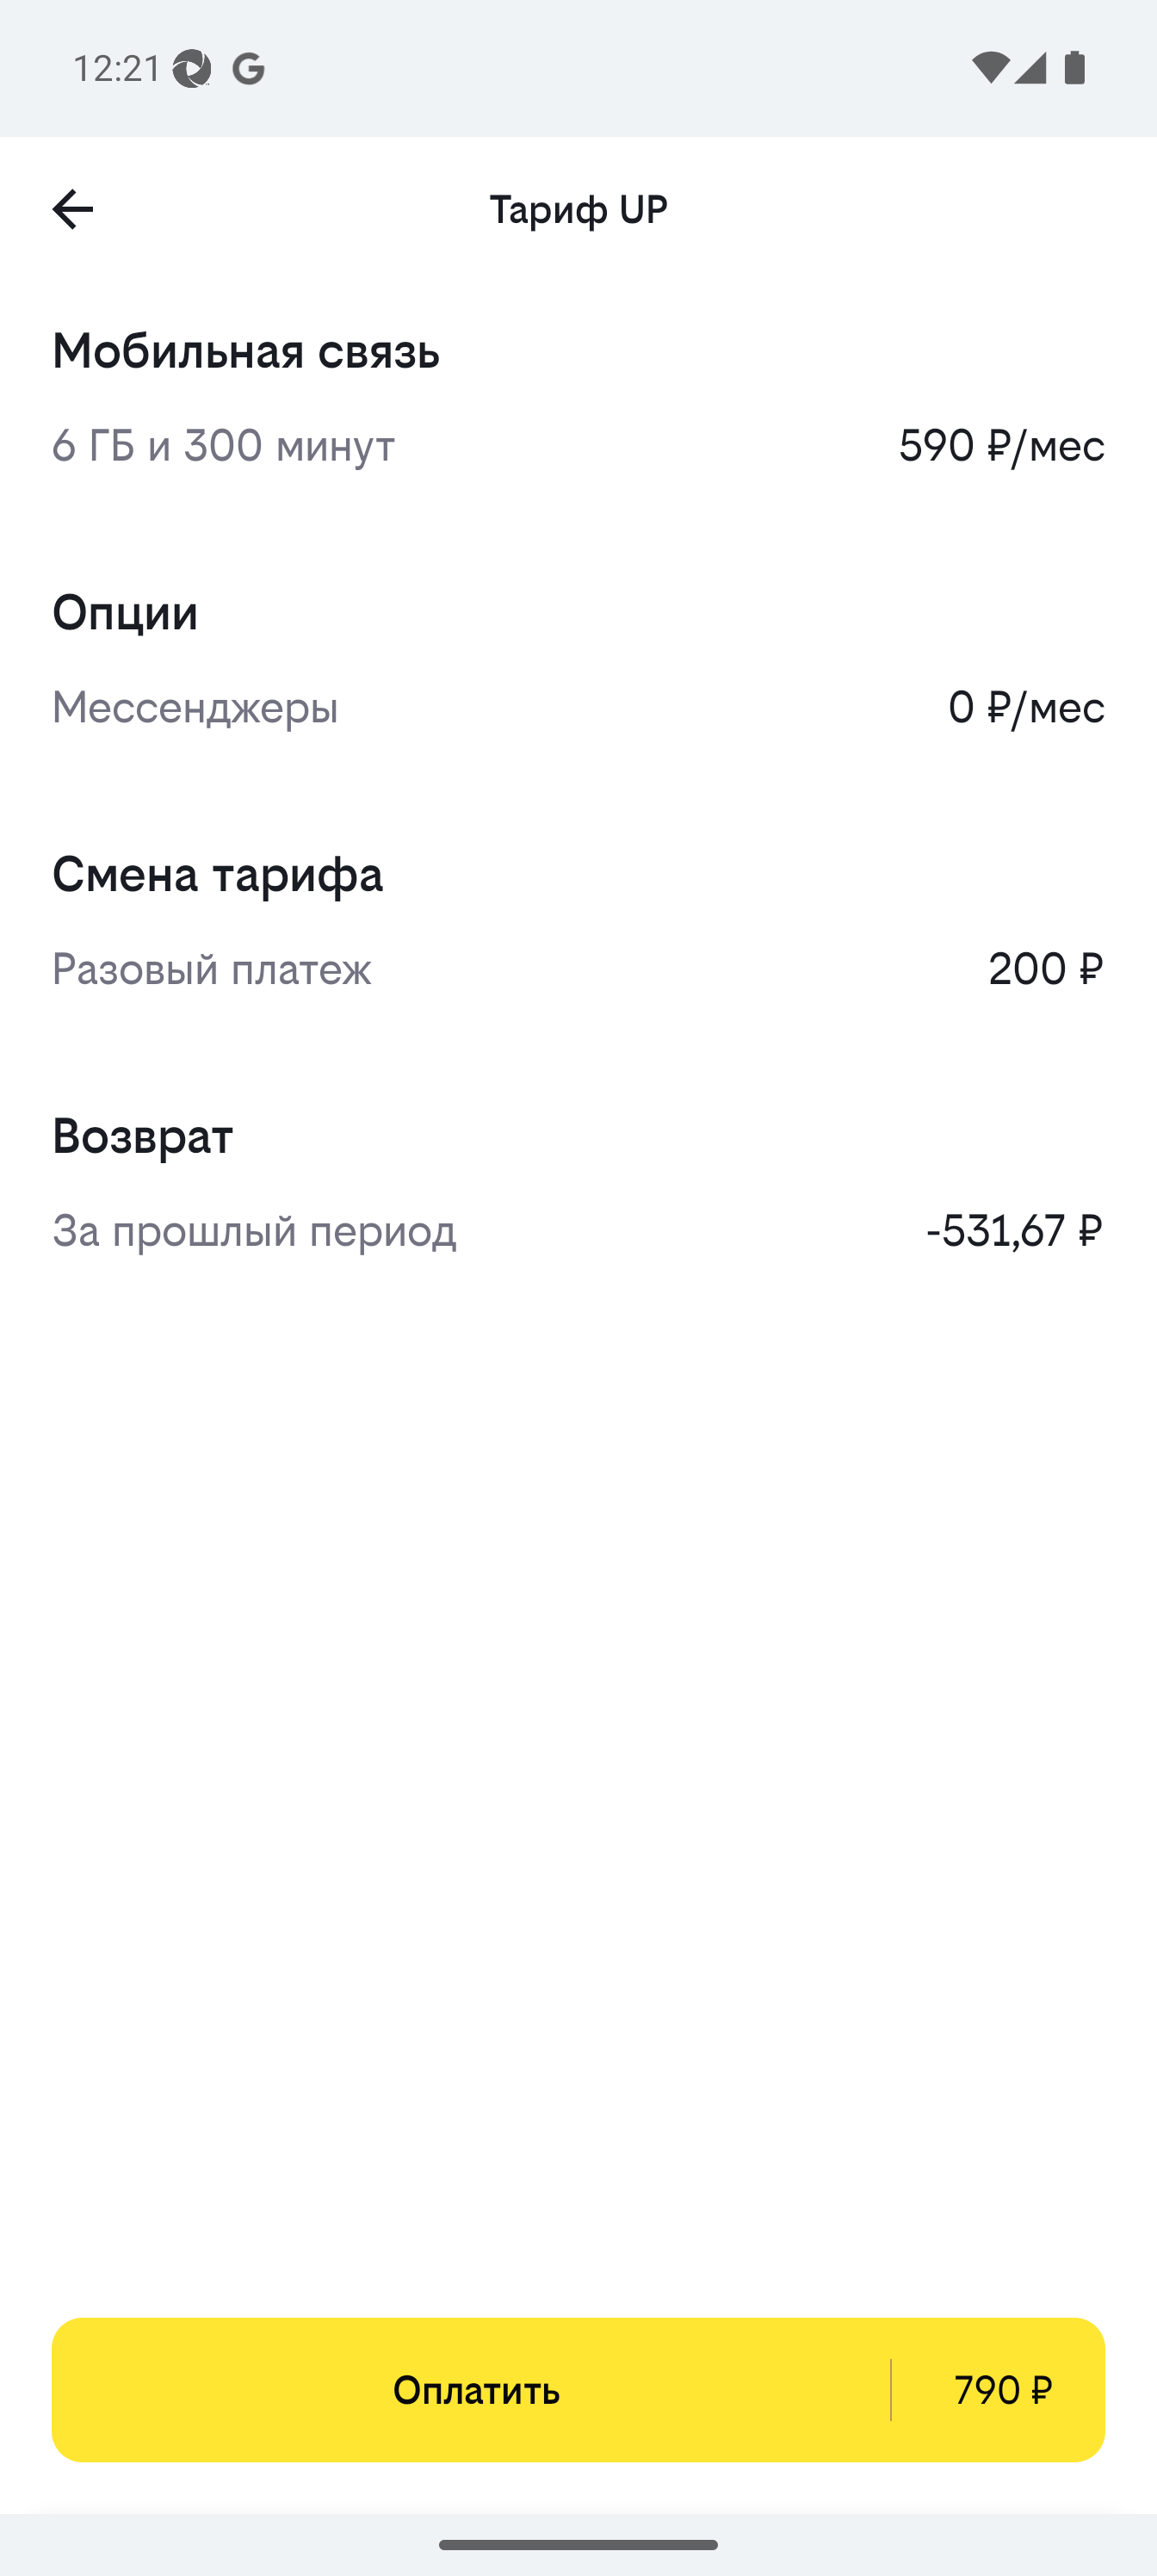 12:21
Тариф UP
Мобильная связь
6 ГБ и 300 минут 590 ₽/мес
Опции
Мессенджеры 0 ₽/мес
Смена тарифа
Разовый платеж 200 ₽
Возврат
За прошлый период -531,67 ₽
Оплатить 790 ₽